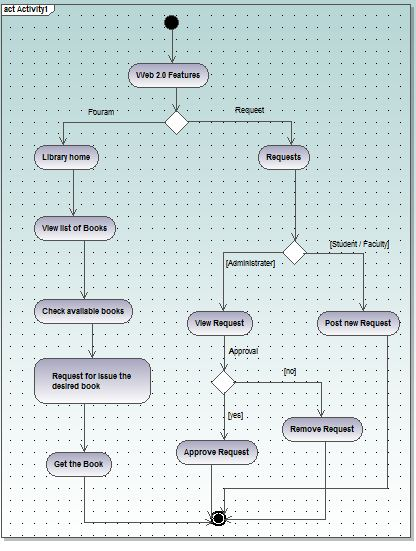 act Activity1
Web 2.0 Features
Fouram
Request
Library home
Requests
View list of Books
[Student / Faculty]
[Administrater]
Check available books
View Request
Post new Request
Approval
Request for issue the
desired book
[no]
[yes]
Remove Request
Approve Request
Get the Book